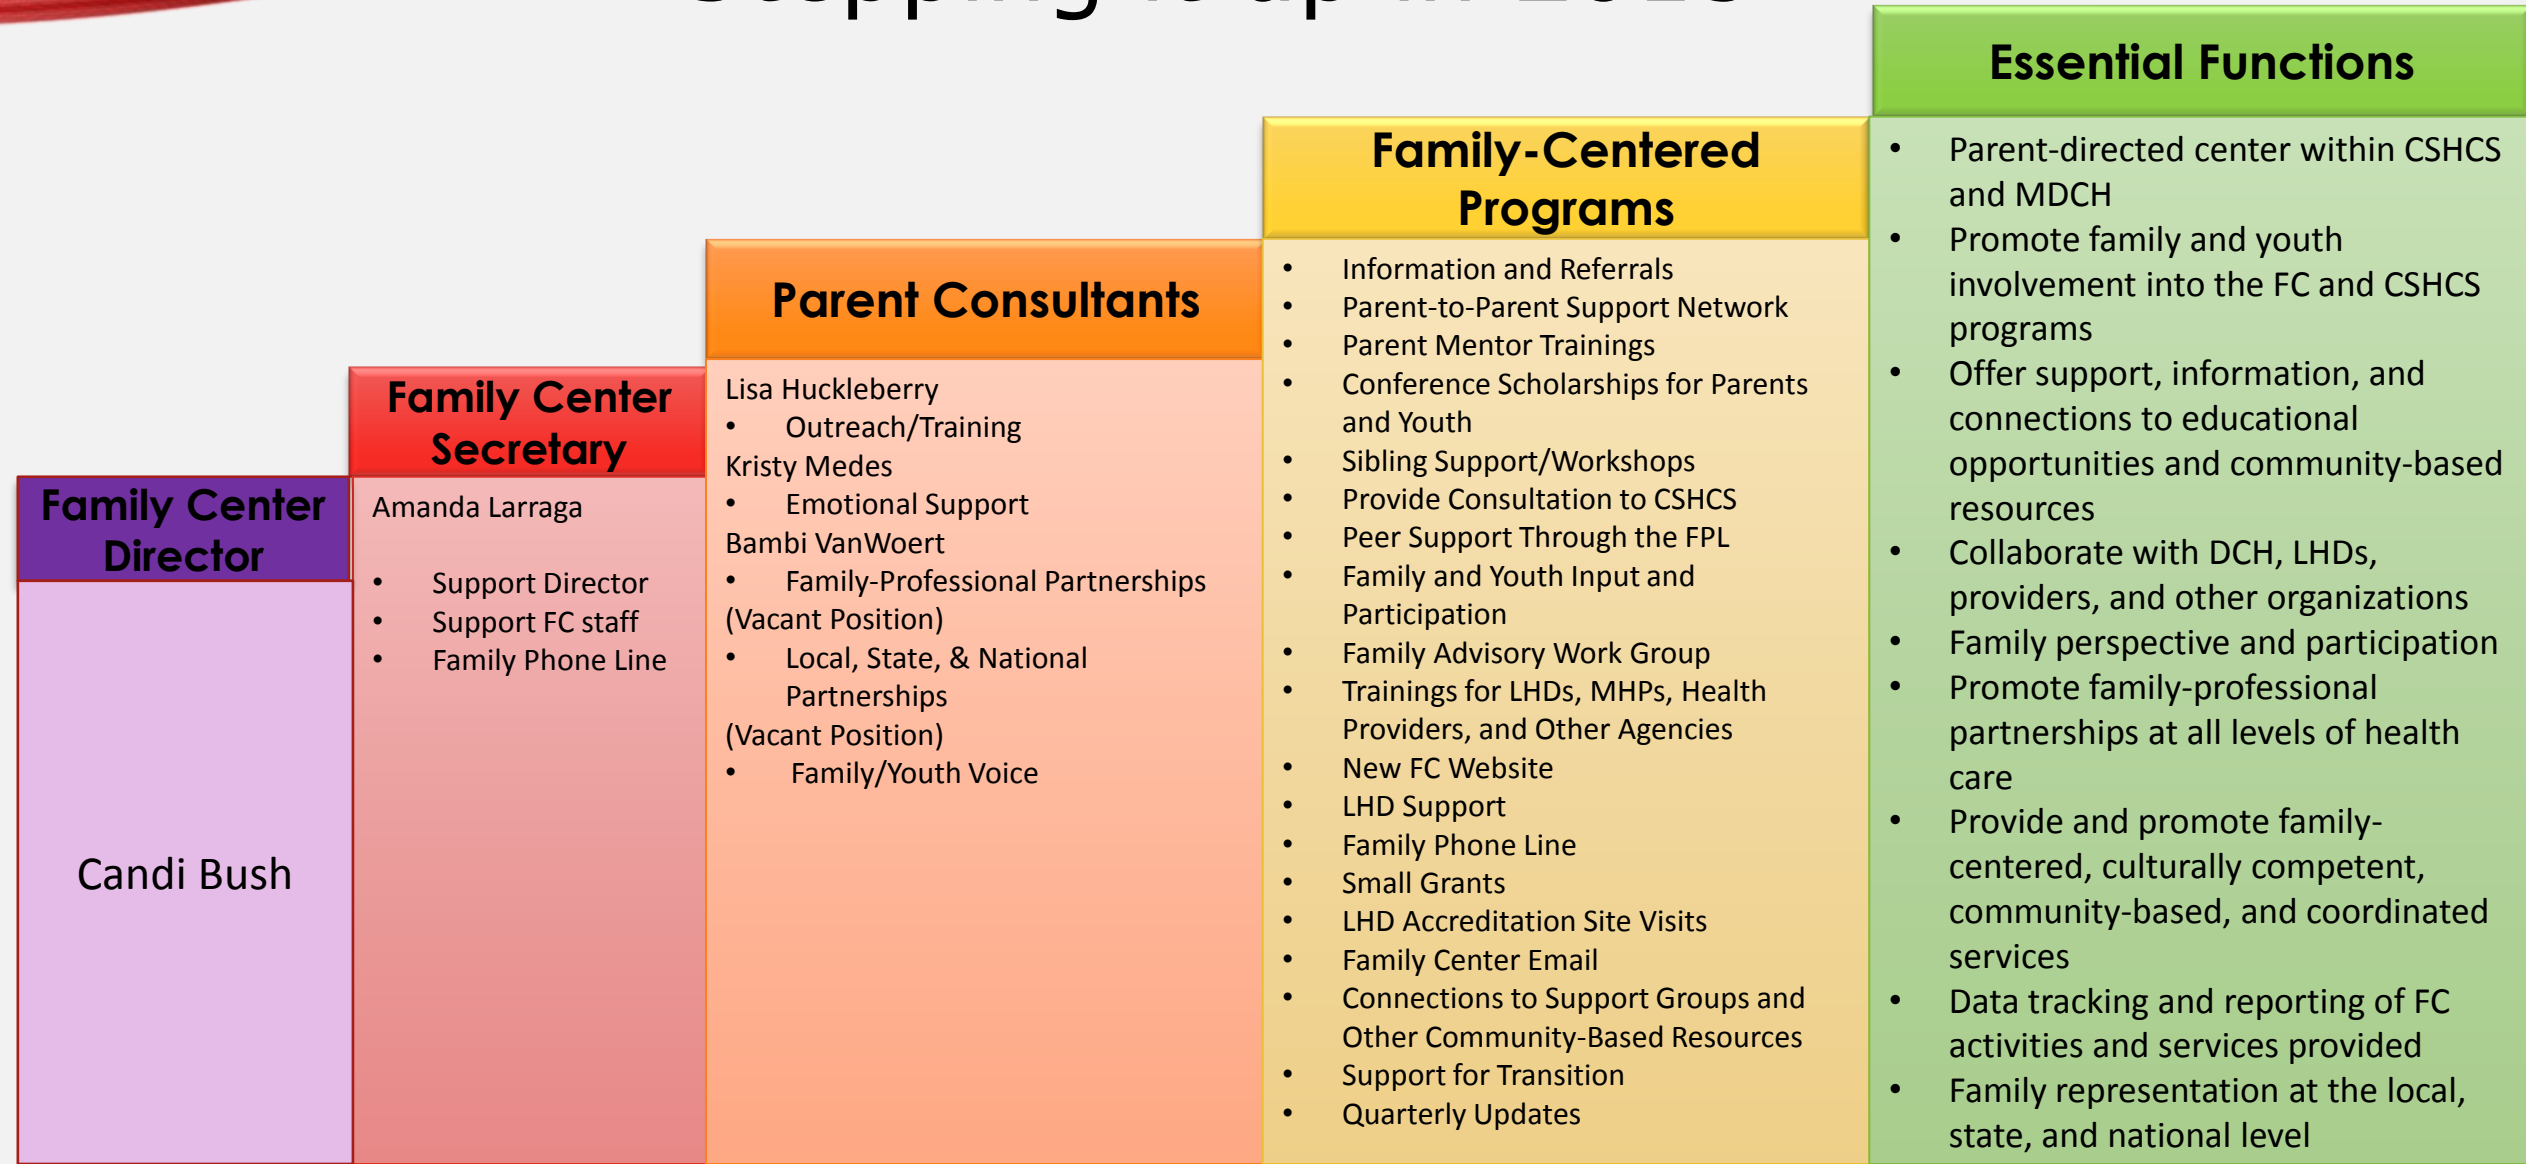 Stepping it up in
Essential Functions
• Parent-directed center within CSHCS
and MDCH
• Promote family and youth
involvement into the FC and CSHCS
programs
• Offer support, information, and
connections to educational
opportunities and community-based
resources
• Collaborate with DCH, LHDs,
providers, and other organizations
• Family perspective and participation
• Promote family-professional
partnerships at all levels of health
care
• Provide and promote family-
centered, culturally competent,
community-based, and coordinated
services
• Data tracking and reporting of FC
activities and services provided
• Family representation at the local,
state, and national level
Family-Centered
Programs
• Information and Referrals
• Parent-to-Parent Support Network
• Parent Mentor Trainings
• Conference Scholarships for Parents
and Youth
• Sibling Support/Workshops
• Provide Consultation to CSHCS
• Peer Support Through the FPL
• Family and Youth Input and
Participation
• Family Advisory Work Group
• Trainings for LHDs, MHPs, Health
Providers, and Other Agencies
• New FC Website
• LHD Support
• Family Phone Line
• Small Grants
• LHD Accreditation Site Visits
• Family Center Email
• Connections to Support Groups and
Other Community-Based Resources
• Support for Transition
• Quarterly Updates
Parent Consultants
Lisa Huckleberry
• Outreach/Training
Kristy Medes
• Emotional Support
Bambi VanWoert
• Family-Professional Partnerships
(Vacant Position)
• Local, State, & National
Partnerships
(Vacant Position)
• Family/Youth Voice
Family Center
Secretary
Amanda Larraga
• Support Director
• Support FC staff
• Family Phone Line
Family Center
Director
Candi Bush